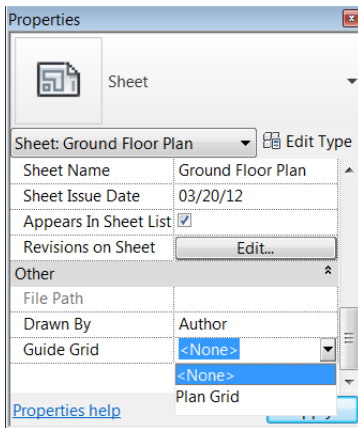 Properties
Sheet
Sheet: Ground Floor Plan Edit Type
Sheet Name Ground Floor Plan
Sheet Issue Date 03/20/12
Appears In Sheet List
Revisions on Sheet Edit...
Other
File Path
Drawn By Author
Guide Grid <None>
<None>
Plan Grid
Properties help